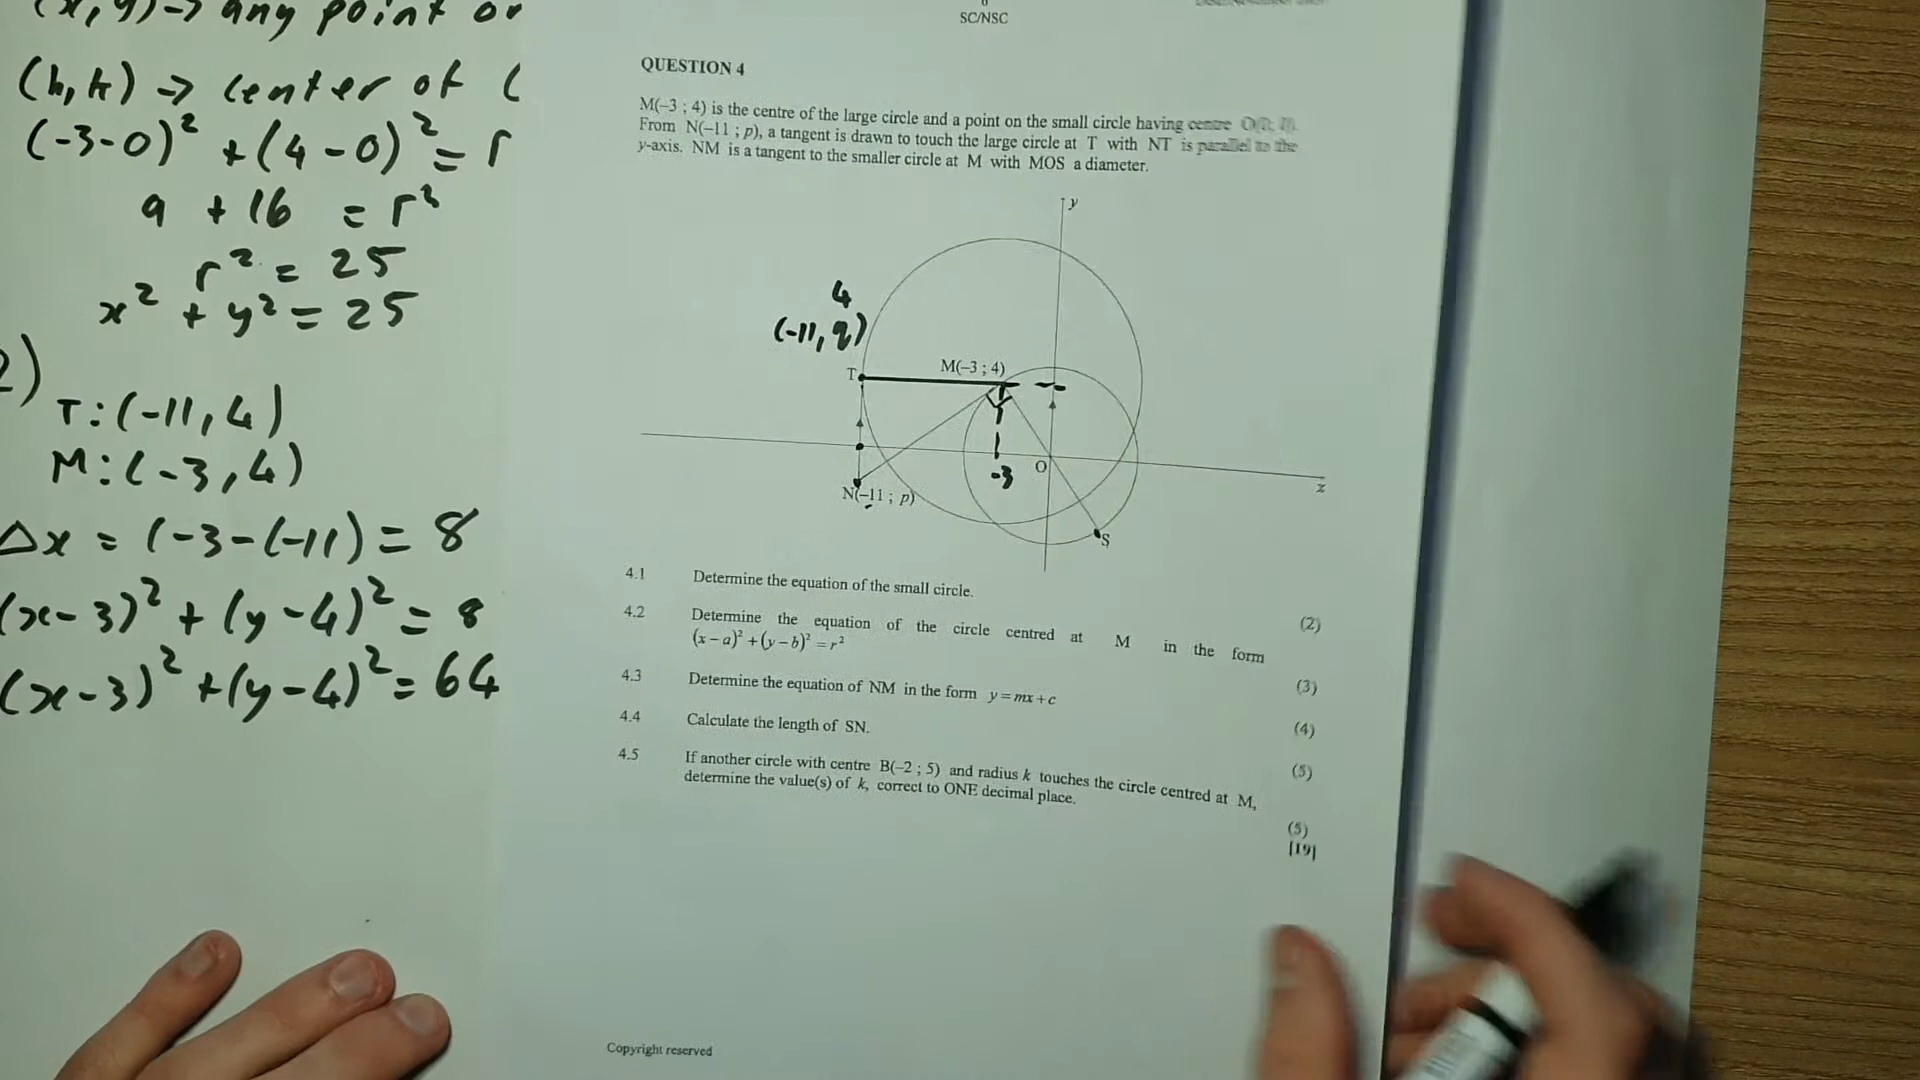 (x,y) -> any point or
(h,k) -> center of (
(-3-0)² + (4-0)² = r
9 + 16 = r²
r² = 25
x² + y² = 25
2)
T:(-11,4)
M:(-3,4)
Δx = (-3-(-11) = 8
(x-3)² + (y-4)² = 8
(x-3)² + (y-4)² = 64
SC/NSC
QUESTION 4
M(–3 ; 4) is the centre of the large circle and a point on the small circle having centre
From N(–11 ; p), a tangent is drawn to touch the large circle at T with NT is parallel to the
y-axis. NM is a tangent to the smaller circle at M with MOS a diameter.
y
4
(-11, q)
T
M(–3 ; 4)
O
-3
x
N(–11 ; p)
S
4.1 Determine the equation of the small circle. (2)
4.2 Determine the equation of the circle centred at M in the form
(x – a)² + (y – b)² = r² (3)
4.3 Determine the equation of NM in the form y = mx + c (4)
4.4 Calculate the length of SN. (5)
4.5 If another circle with centre B(–2 ; 5) and radius k touches the circle centred at M,
determine the value(s) of k, correct to ONE decimal place. (5)
[19]
Copyright reserved